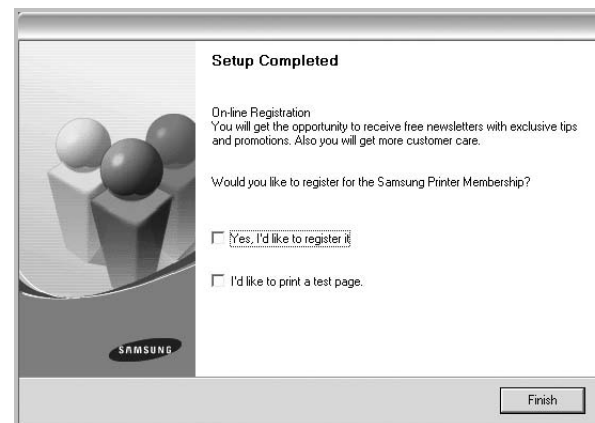 Setup Completed
On-line Registration
You will get the opportunity to receive free newsletters with exclusive tips
and promotions. Also you will get more customer care.
Would you like to register for the Samsung Printer Membership?
Yes, I'd like to register it
I'd like to print a test page.
SAMSUNG
Finish